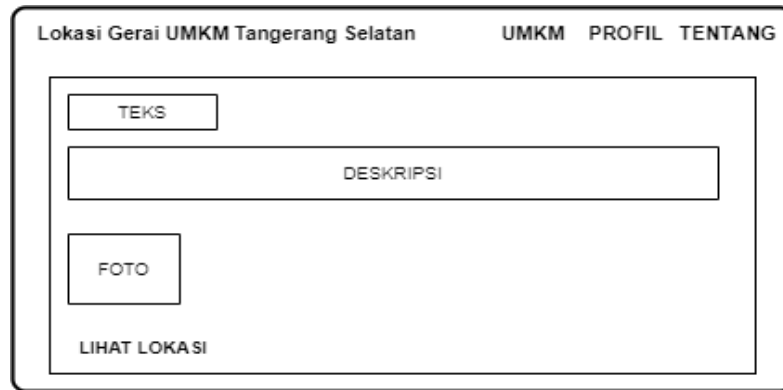 Lokasi Gerai UMKM Tangerang Selatan UMKM PROFIL TENTANG
TEKS
DESKRIPSI
FOTO
LIHAT LOKASI